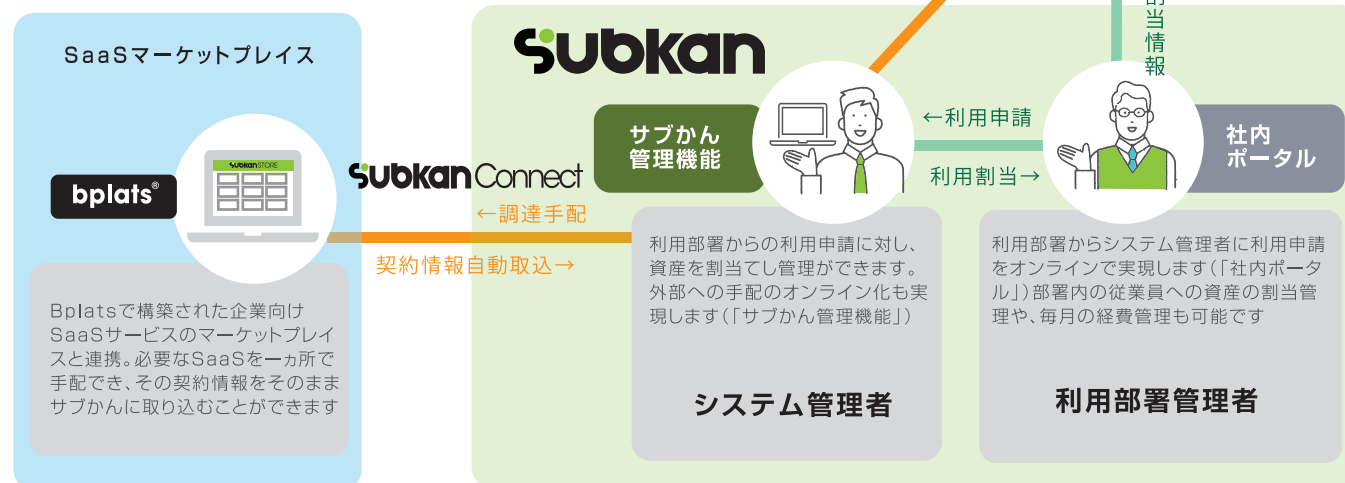 SaaSマーケットプレイス
subkan STORE
bplats®
Bplatsで構築された企業向け
SaaSサービスのマーケットプレイ
スと連携。必要なSaaSを一ヵ所で
手配でき、その契約情報をそのまま
サブかんに取り込むことができます
subkan Connect
←調達手配
契約情報自動取込→
subkan
サブかん
管理機能
利用部署からの利用申請に対し、
資産を割当てし管理ができます。
外部への手配のオンライン化も実
現します(「サブかん管理機能」)
システム管理者
←利用申請
利用割当→
当情報
社内
ポータル
利用部署からシステム管理者に利用申請
をオンラインで実現します(「社内ポータ
ル」)部署内の従業員への資産の割当管
理や、毎月の経費管理も可能です
利用部署管理者